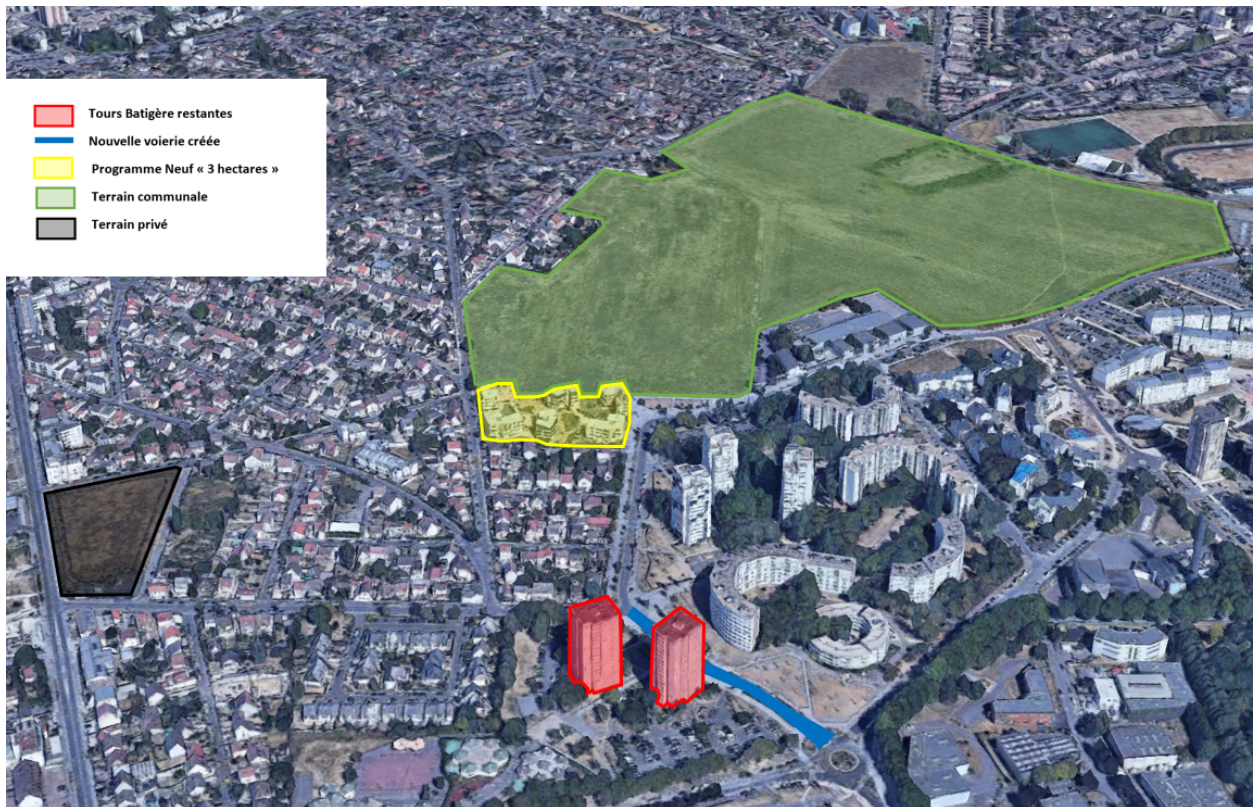 Tours Batigère restantes
Nouvelle voierie créée
Programme Neuf « 3 hectares »
Terrain communale
Terrain privé